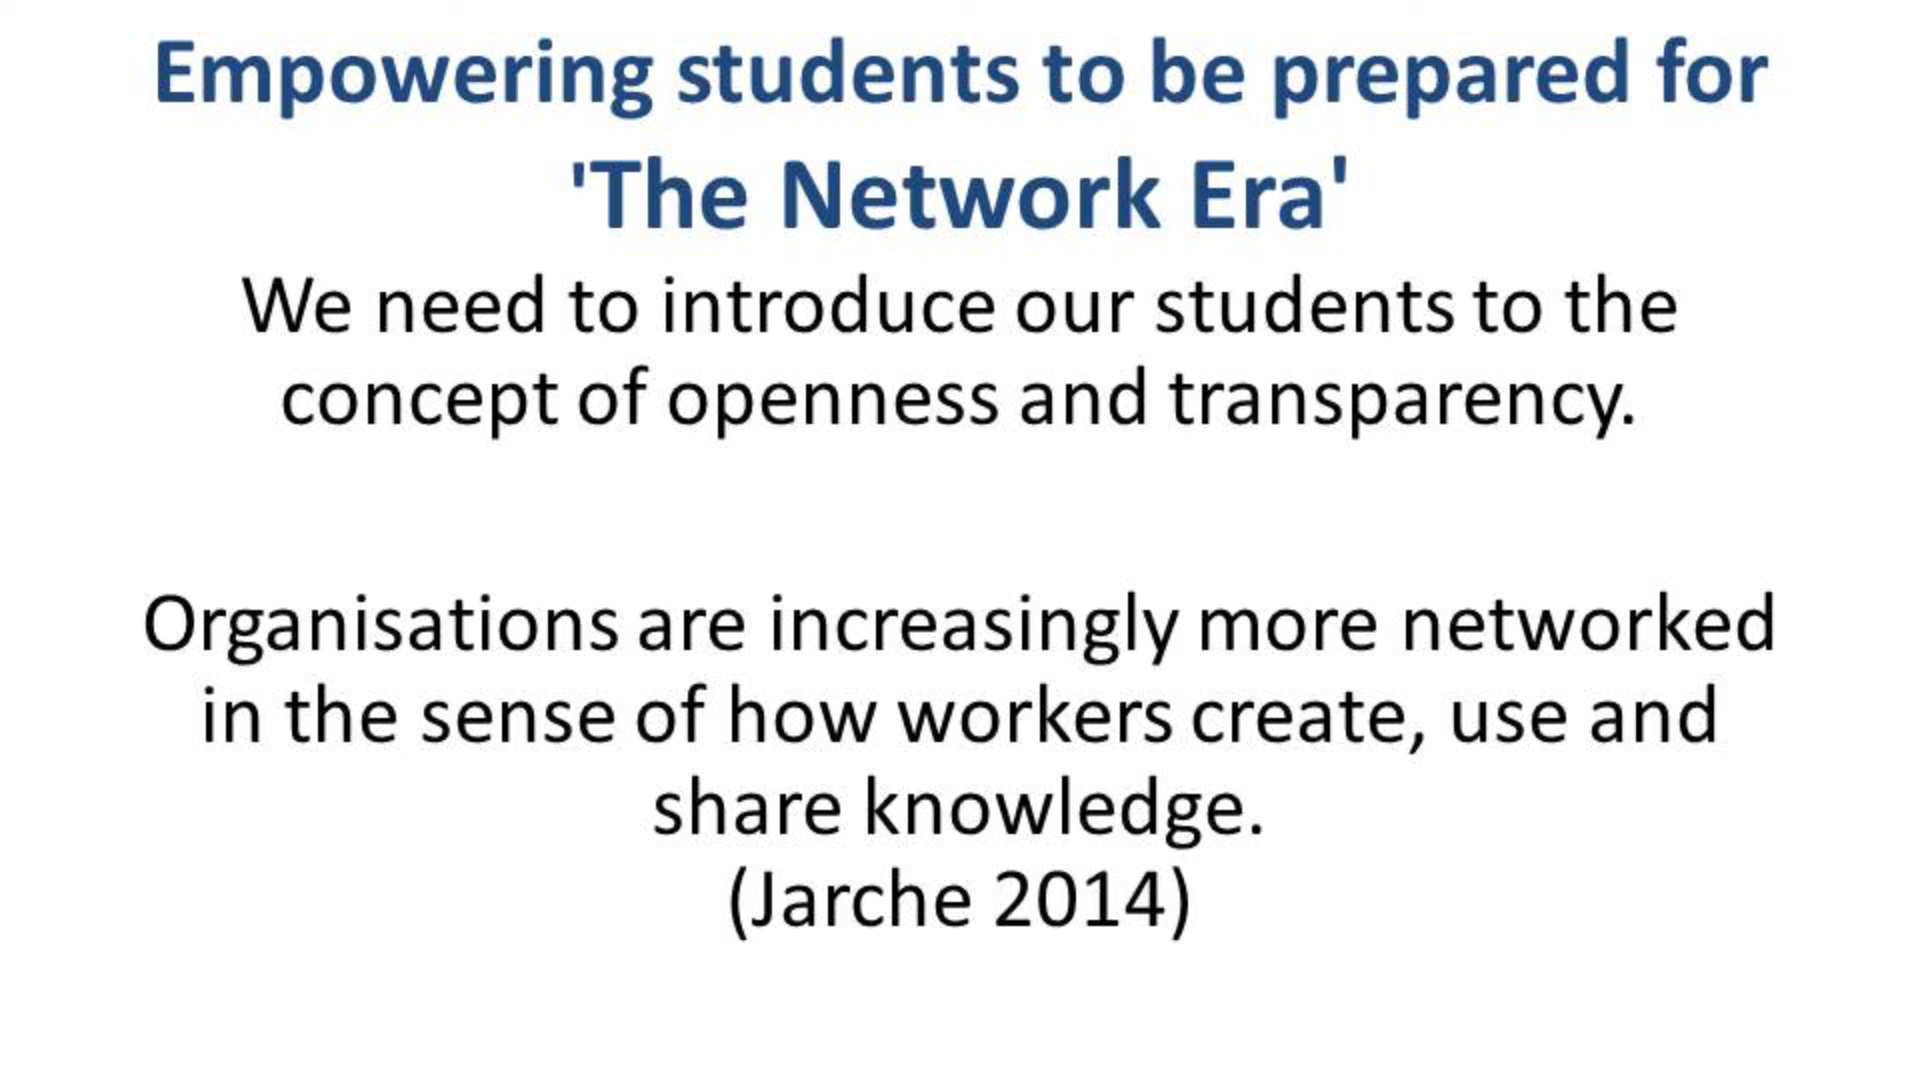 Empowering students to be prepared for
'The Network Era'
We need to introduce our students to the
concept of openness and transparency.
Organisations are increasingly more networked
in the sense of how workers create, use and
share knowledge.
(Jarche 2014)